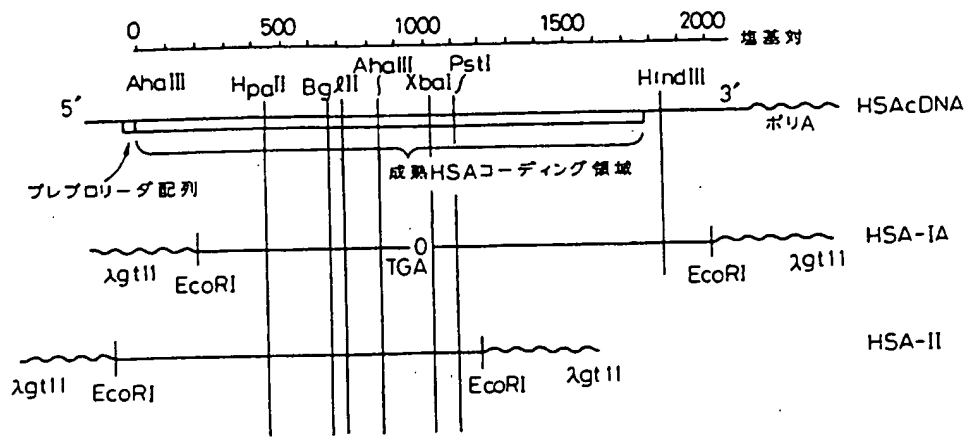 0 500 1000 1500 2000 塩基対
AhaIII HpaII BglII AhaIII XbaI PstI HindIII
5′ 3′ HSAcDNA
ポリA
成熟HSAコーディング領域
プレプロリーダ配列
0 HSA-IA
TGA
λgt11 EcoRI EcoRI λgt11
HSA-II
λgt11 EcoRI EcoRI λgt11